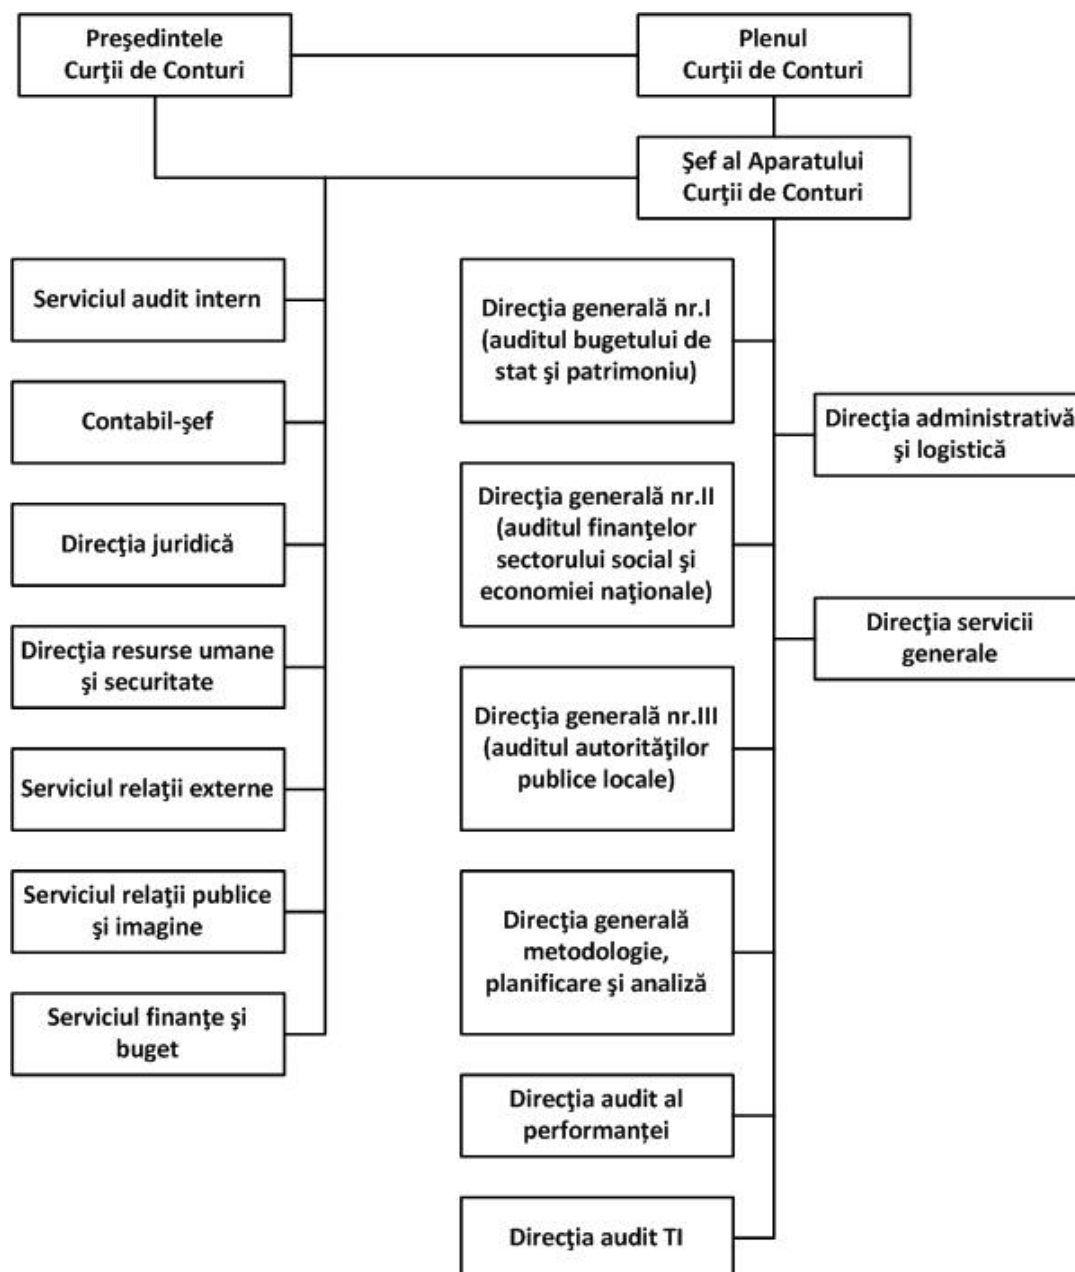 Preşedintele
Curţii de Conturi
Plenul
Curţii de Conturi
Şef al Aparatului
Curţii de Conturi
Serviciul audit intern
Contabil-şef
Direcţia juridică
Direcţia resurse umane
şi securitate
Serviciul relaţii externe
Serviciul relaţii publice
şi imagine
Serviciul finanţe şi
buget
Direcţia generală nr.I
(auditul bugetului de
stat şi patrimoniu)
Direcţia generală nr.II
(auditul finanţelor
sectorului social şi
economiei naţionale)
Direcţia generală nr.III
(auditul autorităţilor
publice locale)
Direcţia generală
metodologie,
planificare şi analiză
Direcţia audit al
performanţei
Direcţia audit TI
Direcţia administrativă
şi logistică
Direcţia servicii
generale